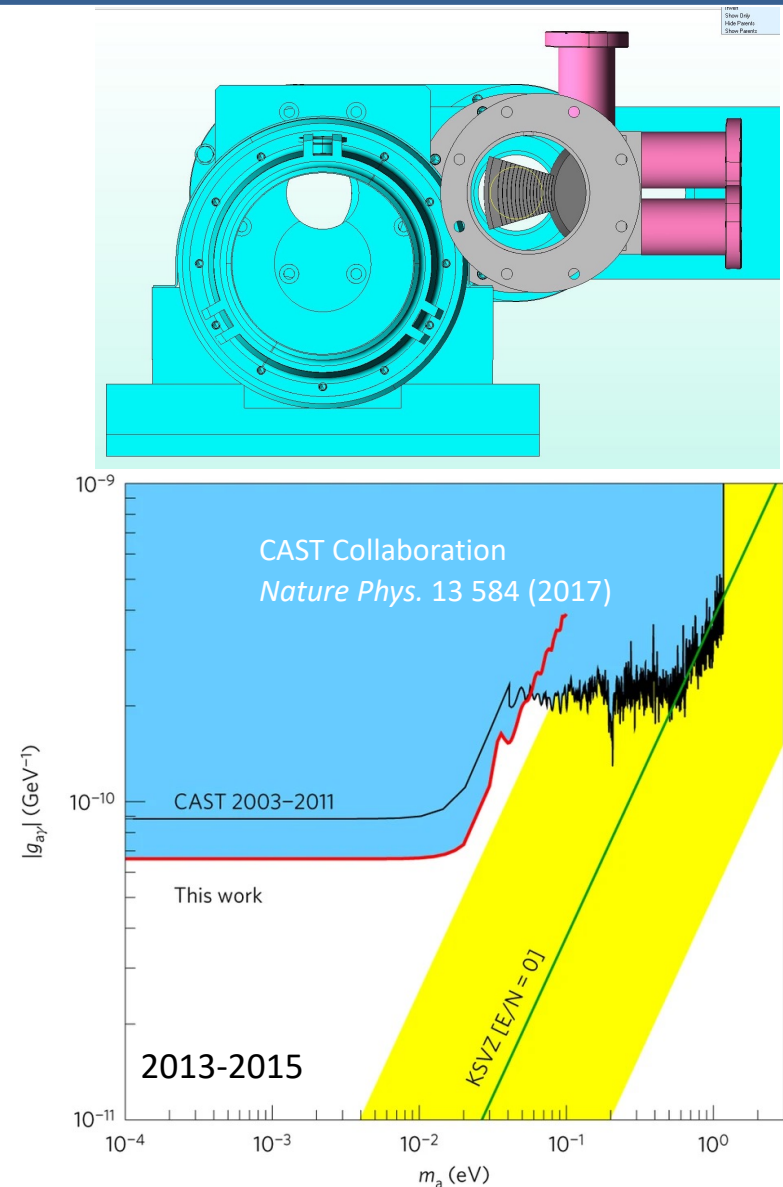 Invert
Show Only
Hide Parents
Show Parents
10⁻⁹
CAST Collaboration
Nature Phys. 13 584 (2017)
|gₐᵧ| (GeV⁻¹)
10⁻¹⁰
CAST 2003–2011
This work
KSVZ [E/N = 0]
2013-2015
10⁻¹¹
10⁻⁴
10⁻³
10⁻²
10⁻¹
10⁰
mₐ (eV)